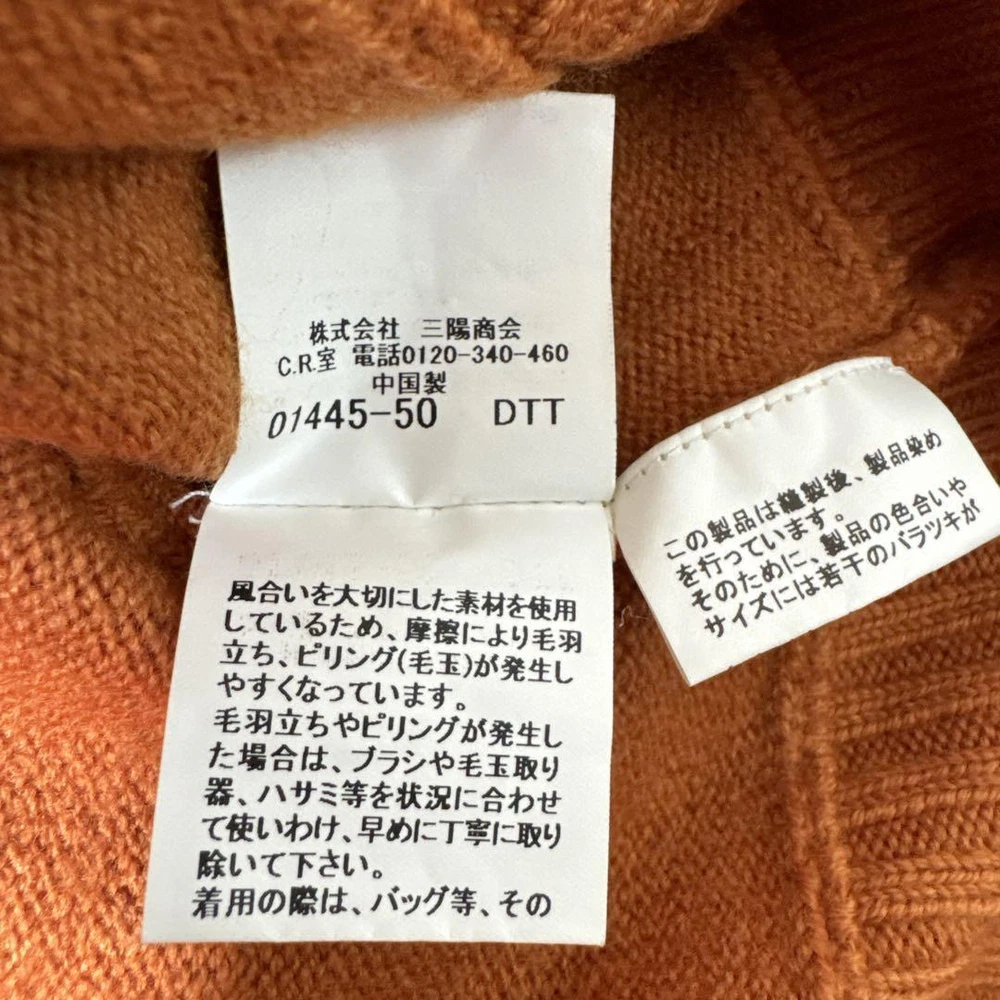 株式会社 三陽商会
C.R.室 電話0120-340-460
中国製
01445-50 DTT
風合いを大切にした素材を使用
しているため、摩擦により毛羽
立ち、ピリング(毛玉)が発生し
やすくなっています。
毛羽立ちやピリングが発生し
た場合は、ブラシや毛玉取り
器、ハサミ等を状況に合わせ
て使いわけ、早めに丁寧に取り
除いて下さい。
着用の際は、バッグ等、その
この製品は縫製後、製品染め
を行っています。
そのために、製品の色合いや
サイズには若干のバラツキが